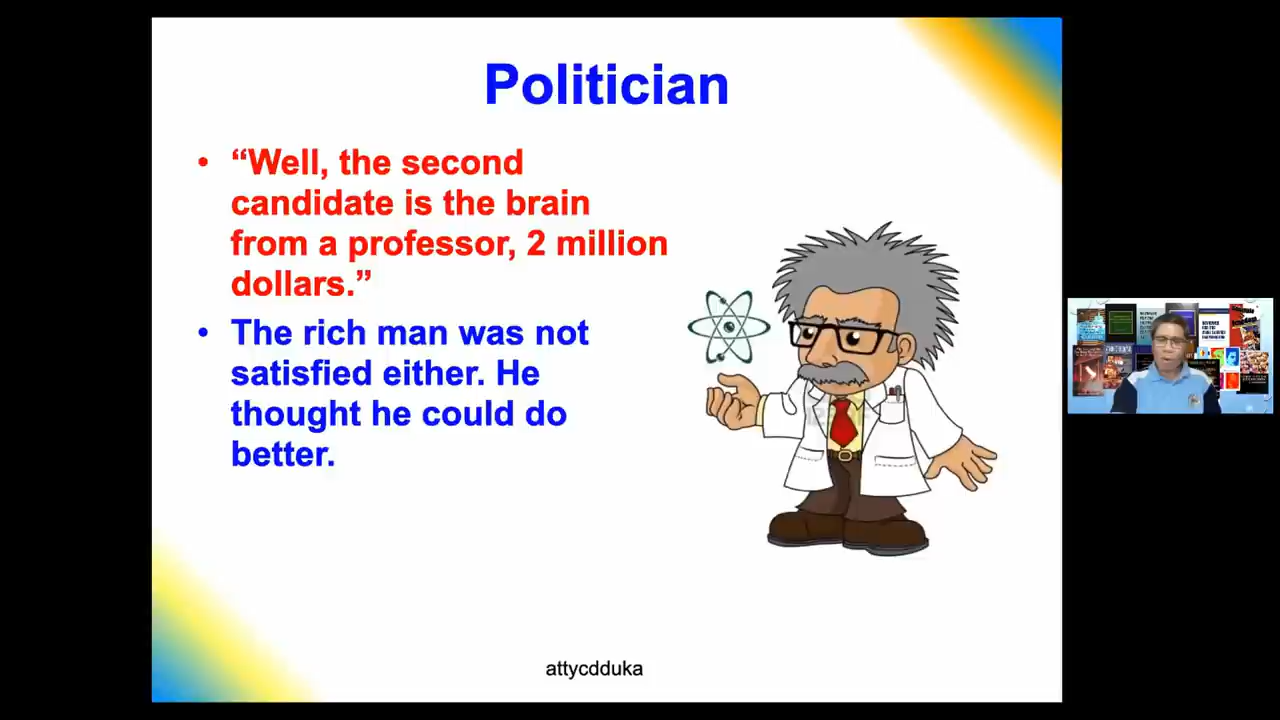 Politician
• “Well, the second
candidate is the brain
from a professor, 2 million
dollars.”
• The rich man was not
satisfied either. He
thought he could do
better.
attycdduka